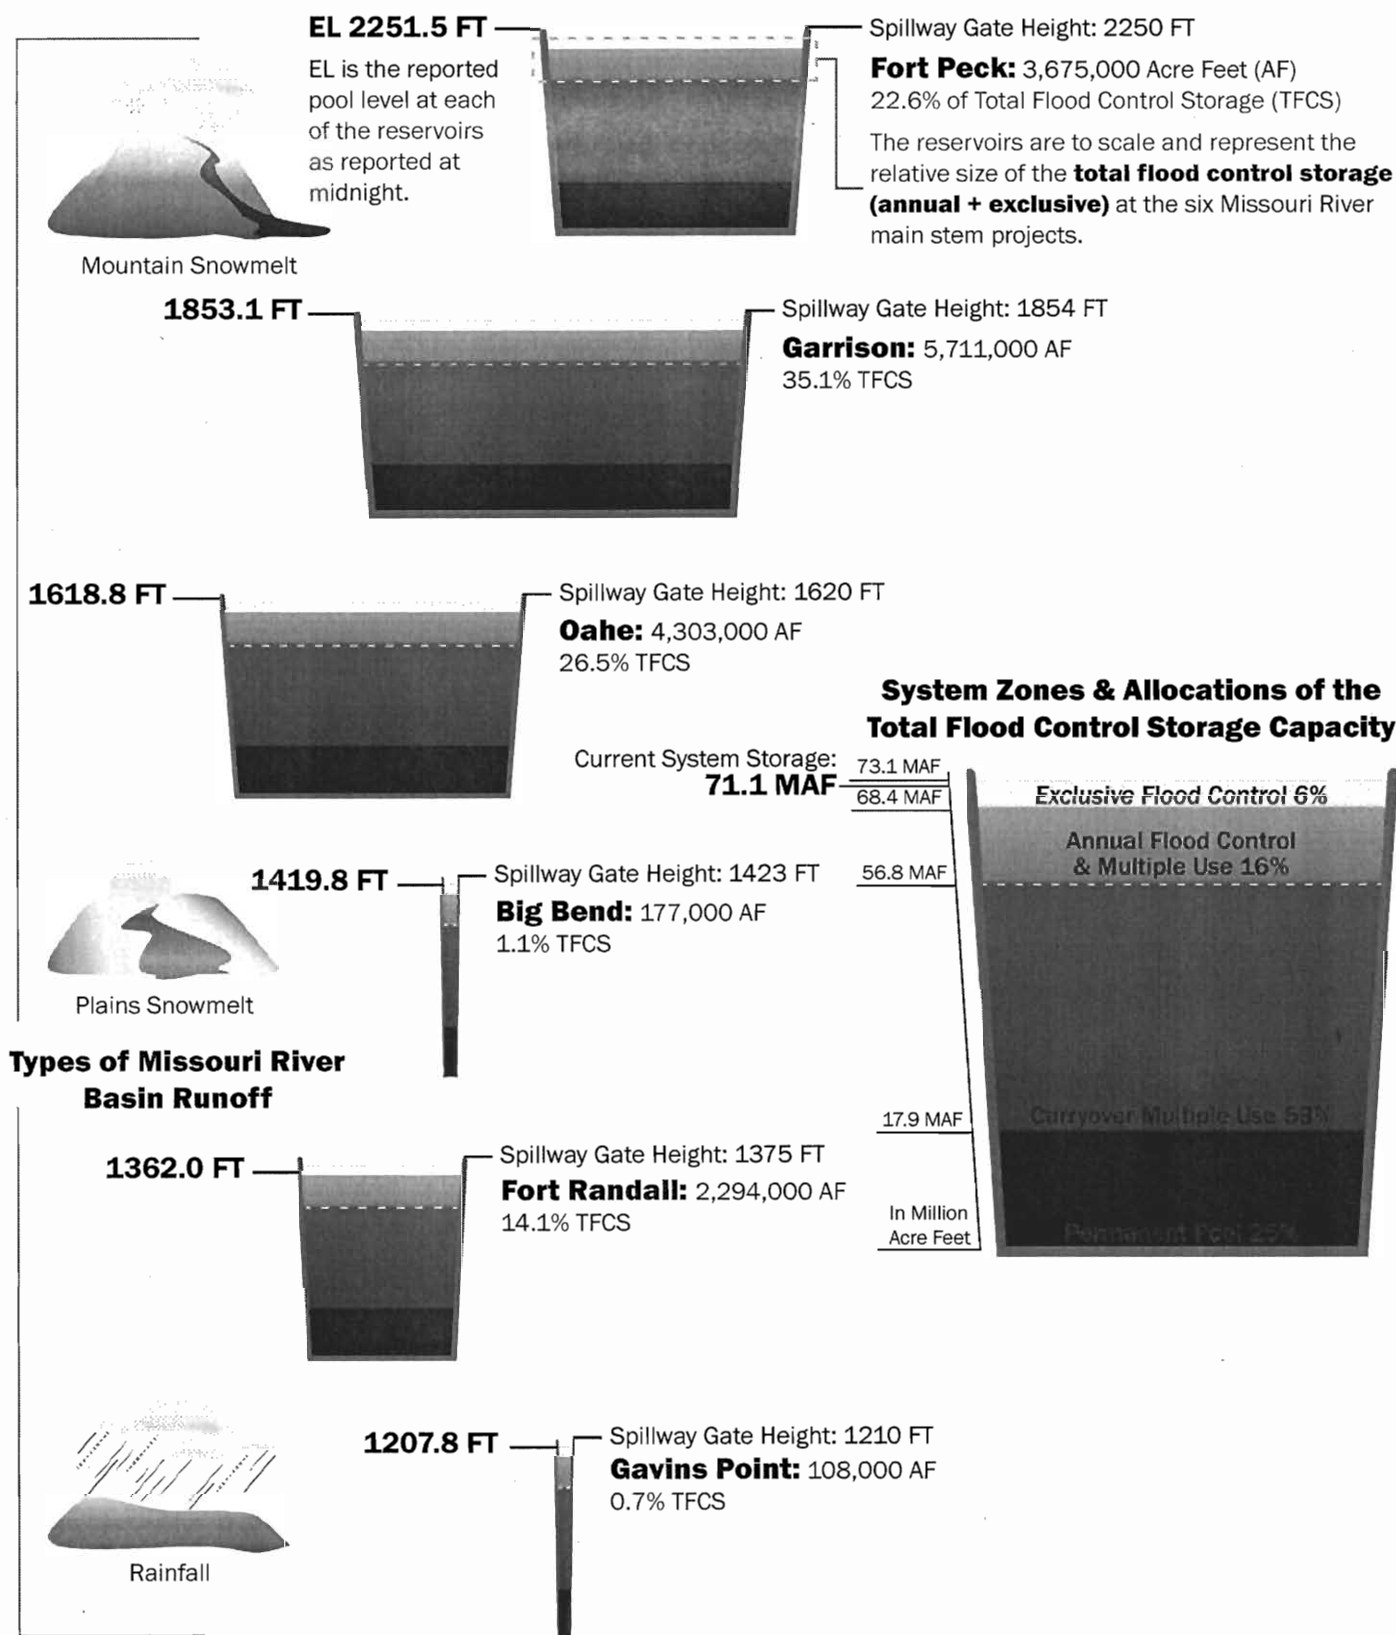 EL 2251.5 FT
EL is the reported
pool level at each
of the reservoirs
as reported at
midnight.
Spillway Gate Height: 2250 FT
Fort Peck: 3,675,000 Acre Feet (AF)
22.6% of Total Flood Control Storage (TFCS)
The reservoirs are to scale and represent the
relative size of the total flood control storage
(annual + exclusive) at the six Missouri River
main stem projects.
Mountain Snowmelt
1853.1 FT
Spillway Gate Height: 1854 FT
Garrison: 5,711,000 AF
35.1% TFCS
1618.8 FT
Spillway Gate Height: 1620 FT
Oahe: 4,303,000 AF
26.5% TFCS
System Zones & Allocations of the
Total Flood Control Storage Capacity
Current System Storage:
71.1 MAF
73.1 MAF
68.4 MAF
56.8 MAF
17.9 MAF
In Million
Acre Feet
Exclusive Flood Control 6%
Annual Flood Control
& Multiple Use 16%
Carryover Multiple Use 53%
Permanent Pool 25%
1419.8 FT
Spillway Gate Height: 1423 FT
Big Bend: 177,000 AF
1.1% TFCS
Plains Snowmelt
Types of Missouri River
Basin Runoff
1362.0 FT
Spillway Gate Height: 1375 FT
Fort Randall: 2,294,000 AF
14.1% TFCS
1207.8 FT
Spillway Gate Height: 1210 FT
Gavins Point: 108,000 AF
0.7% TFCS
Rainfall